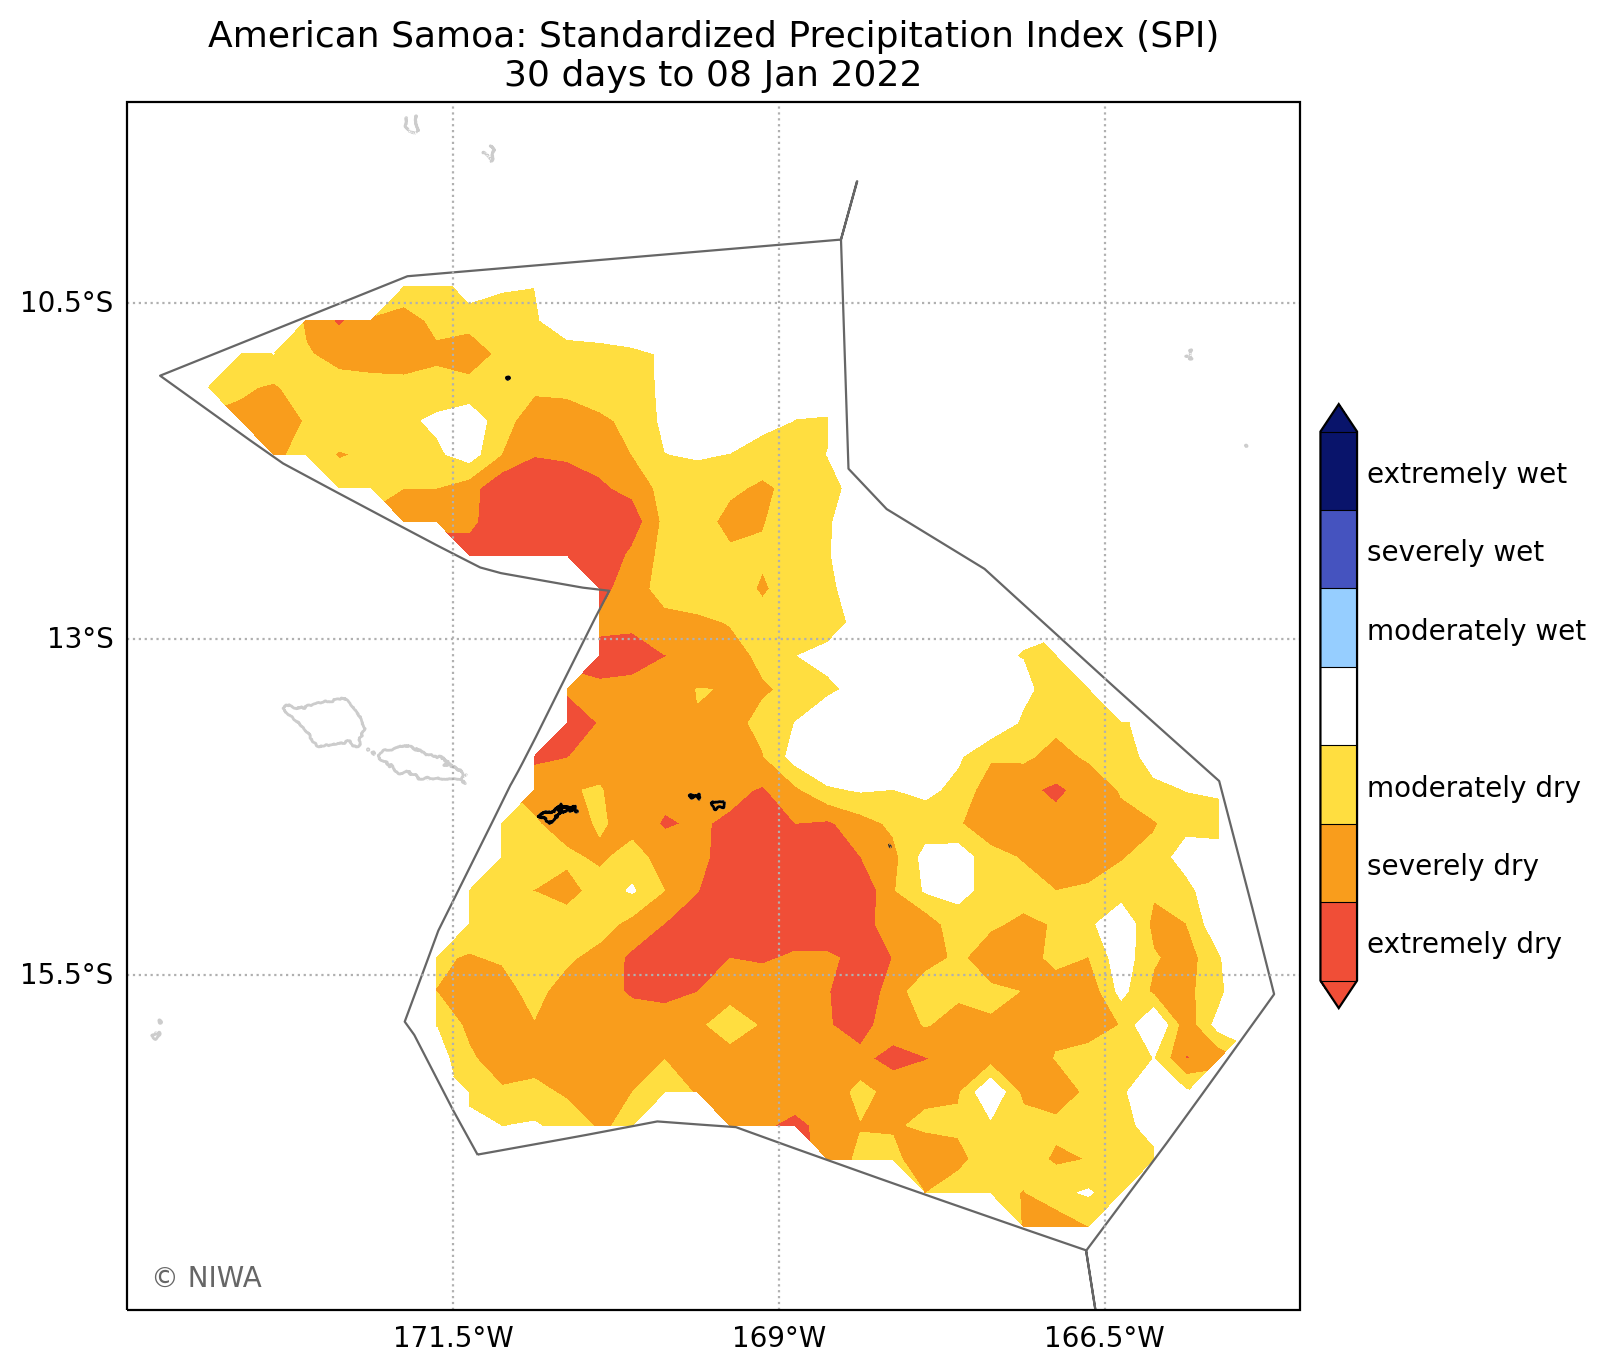 American Samoa: Standardized Precipitation Index (SPI)
30 days to 08 Jan 2022
10.5°S
13°S
15.5°S
171.5°W
169°W
166.5°W
extremely wet
severely wet
moderately wet
moderately dry
severely dry
extremely dry
© NIWA